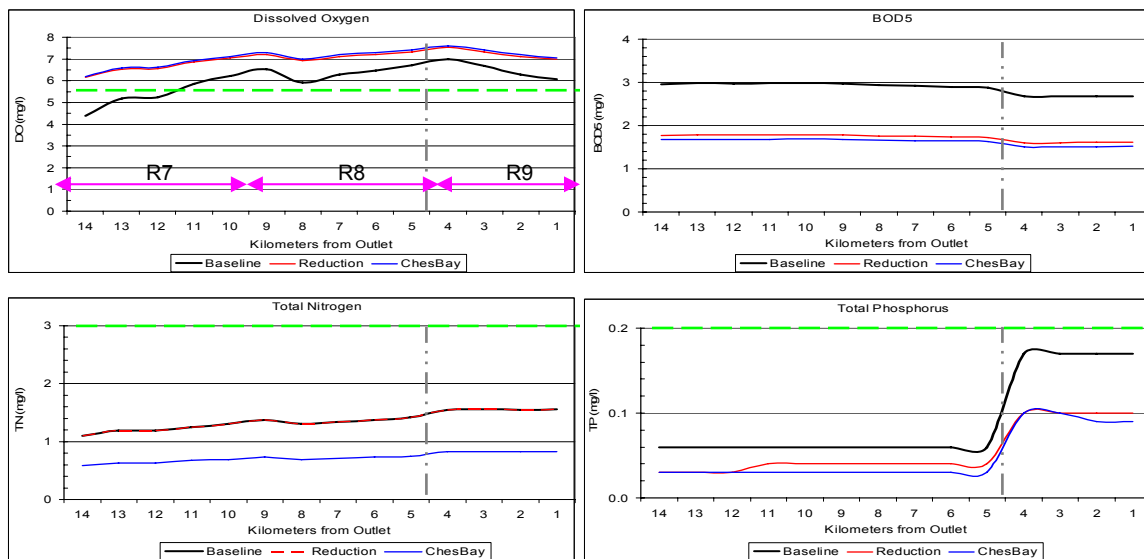 Dissolved Oxygen
8
7
6
5
4
3
2
1
0
DO (mg/l)
R7 R8 R9
14 13 12 11 10 9 8 7 6 5 4 3 2 1
Kilometers from Outlet
Baseline Reduction ChesBay
BOD5
4
3
2
1
0
BOD5 (mg/l)
14 13 12 11 10 9 8 7 6 5 4 3 2 1
Kilometers from Outlet
Baseline Reduction ChesBay
Total Nitrogen
3
2
1
0
TN (mg/l)
14 13 12 11 10 9 8 7 6 5 4 3 2 1
Kilometers from Outlet
Baseline Reduction ChesBay
Total Phosphorus
0.2
0.1
0.0
TP (mg/l)
14 13 12 11 10 9 8 7 6 5 4 3 2 1
Kilometers from Outlet
Baseline Reduction ChesBay